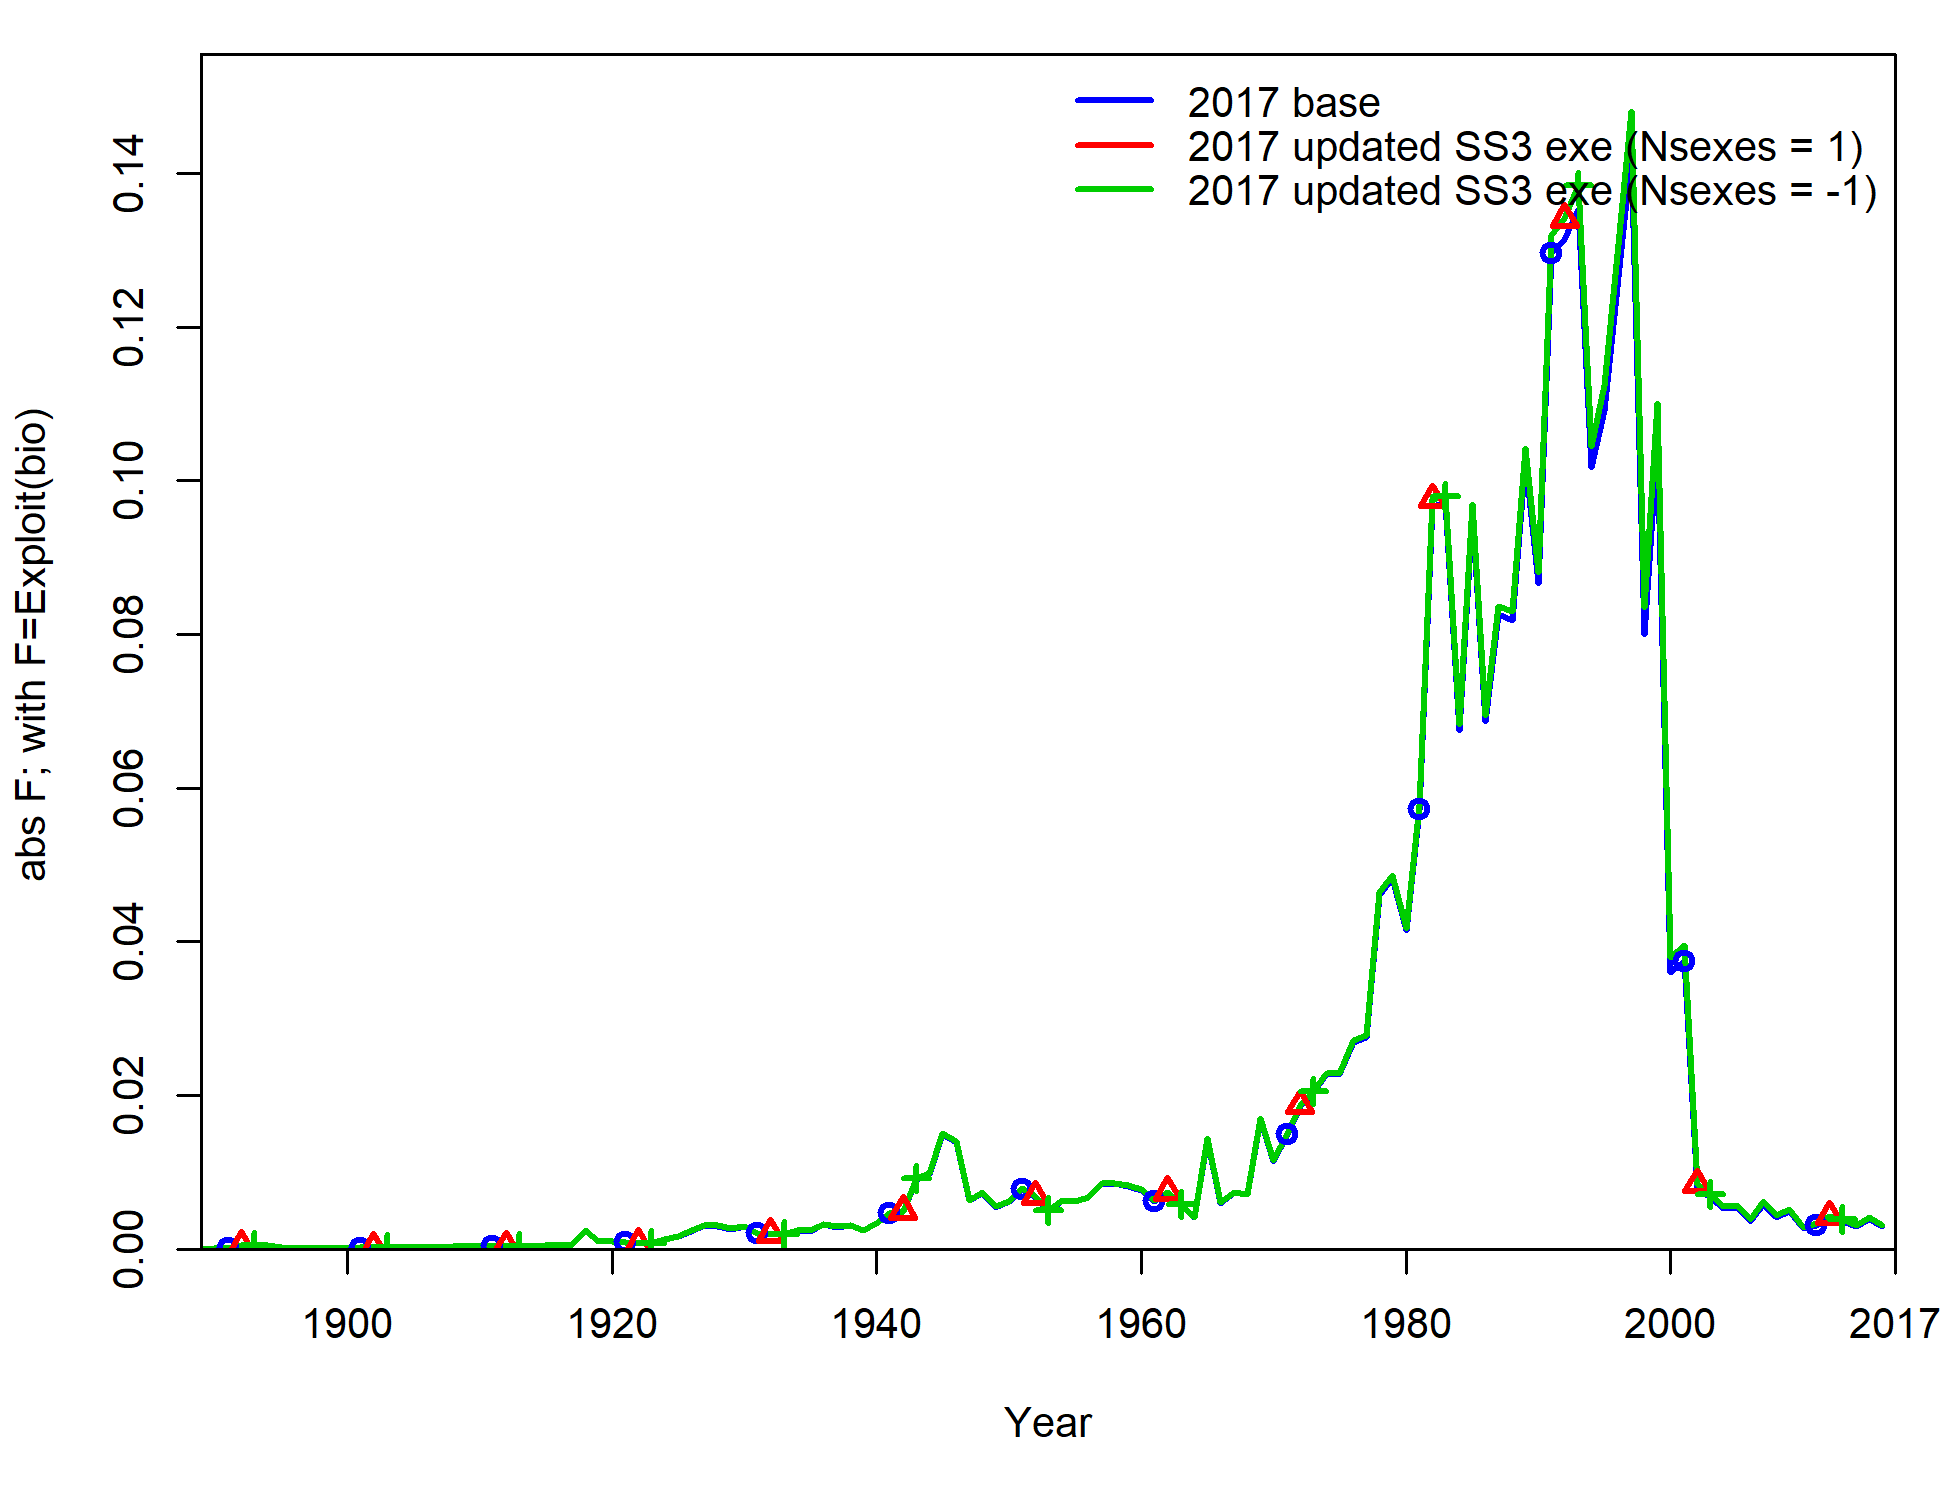 2017 base
2017 updated SS3 exe (Nsexes = 1)
2017 updated SS3 exe (Nsexes = -1)
abs F; with F=Exploit(bio)
0.14
0.12
0.10
0.08
0.06
0.04
0.02
0.00
1900 1920 1940 1960 1980 2000 2017
Year